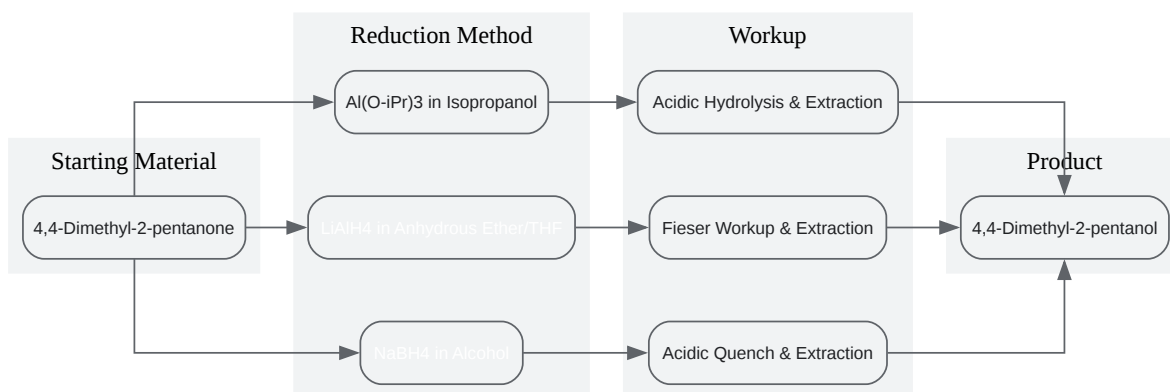 Reduction Method
Workup
Al(O-iPr)3 in Isopropanol
Acidic Hydrolysis & Extraction
Starting Material
Product
4,4-Dimethyl-2-pentanone
LiAlH4 in Anhydrous Ether/THF
Fieser Workup & Extraction
4,4-Dimethyl-2-pentanol
NaBH4 in Alcohol
Acidic Quench & Extraction